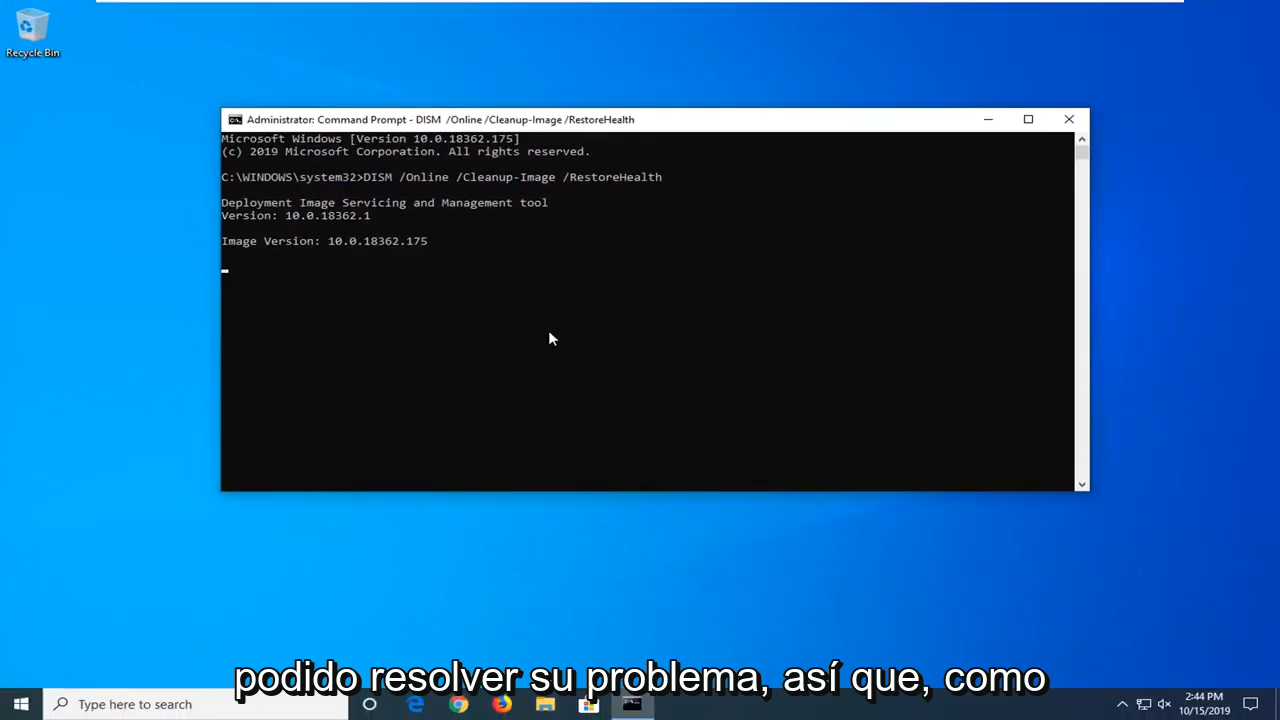 Recycle Bin
Administrator: Command Prompt - DISM /Online /Cleanup-Image /RestoreHealth
Microsoft Windows [Version 10.0.18362.175]
(c) 2019 Microsoft Corporation. All rights reserved.
C:\WINDOWS\system32>DISM /Online /Cleanup-Image /RestoreHealth
Deployment Image Servicing and Management tool
Version: 10.0.18362.1
Image Version: 10.0.18362.175
podido resolver su problema, así que, como
Type here to search
2:44 PM
10/15/2019